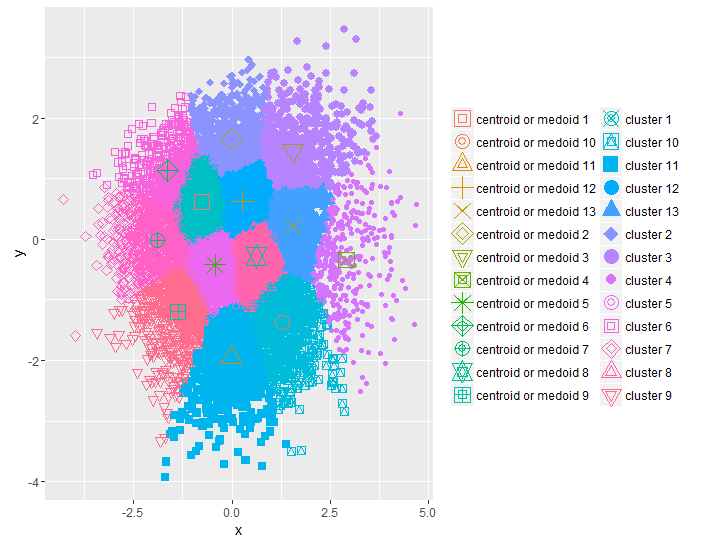 2
0
-2
-4
y
-2.5
0.0
2.5
5.0
x
centroid or medoid 1
centroid or medoid 10
centroid or medoid 11
centroid or medoid 12
centroid or medoid 13
centroid or medoid 2
centroid or medoid 3
centroid or medoid 4
centroid or medoid 5
centroid or medoid 6
centroid or medoid 7
centroid or medoid 8
centroid or medoid 9
cluster 1
cluster 10
cluster 11
cluster 12
cluster 13
cluster 2
cluster 3
cluster 4
cluster 5
cluster 6
cluster 7
cluster 8
cluster 9